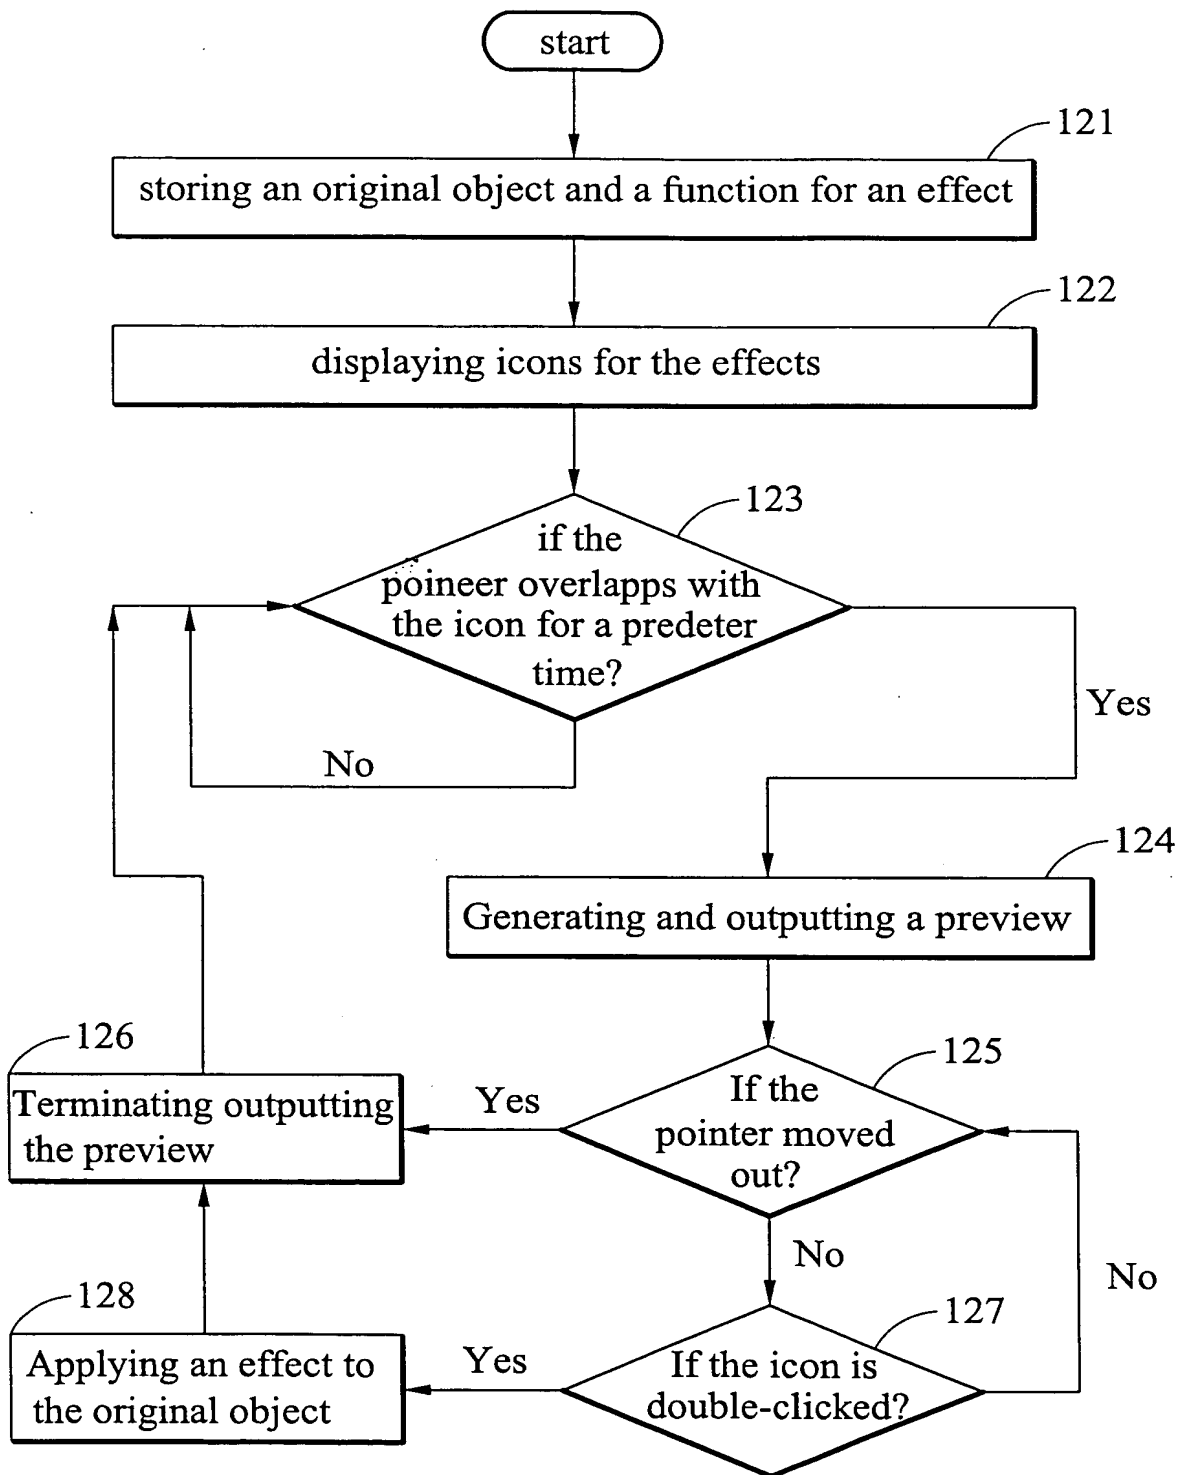 start
121
storing an original object and a function for an effect
122
displaying icons for the effects
123
if the
poineer overlapps with
the icon for a predeter
time?
Yes
No
124
Generating and outputting a preview
126
125
Terminating outputting
the preview
Yes
If the
pointer moved
out?
No
No
128
127
Applying an effect to
the original object
Yes
If the icon is
double-clicked?